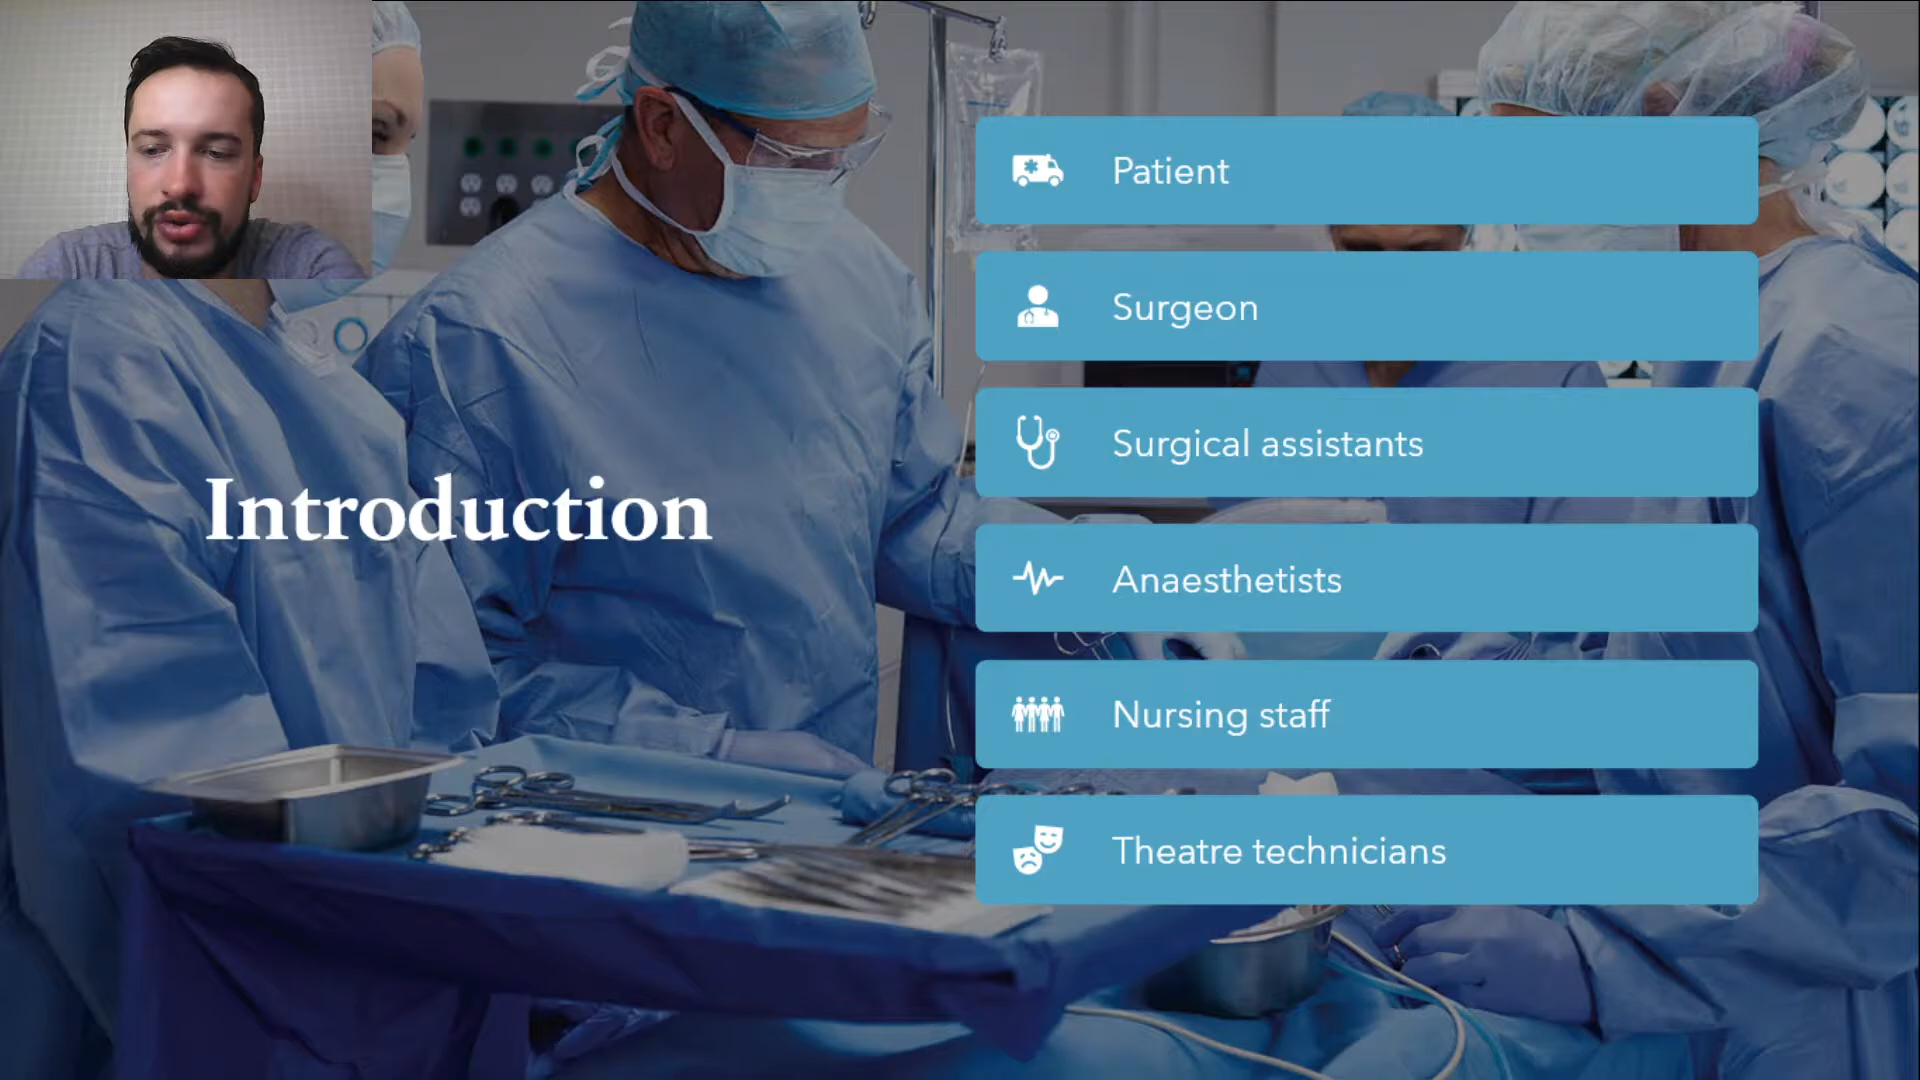 Introduction
Patient
Surgeon
Surgical assistants
Anaesthetists
Nursing staff
Theatre technicians